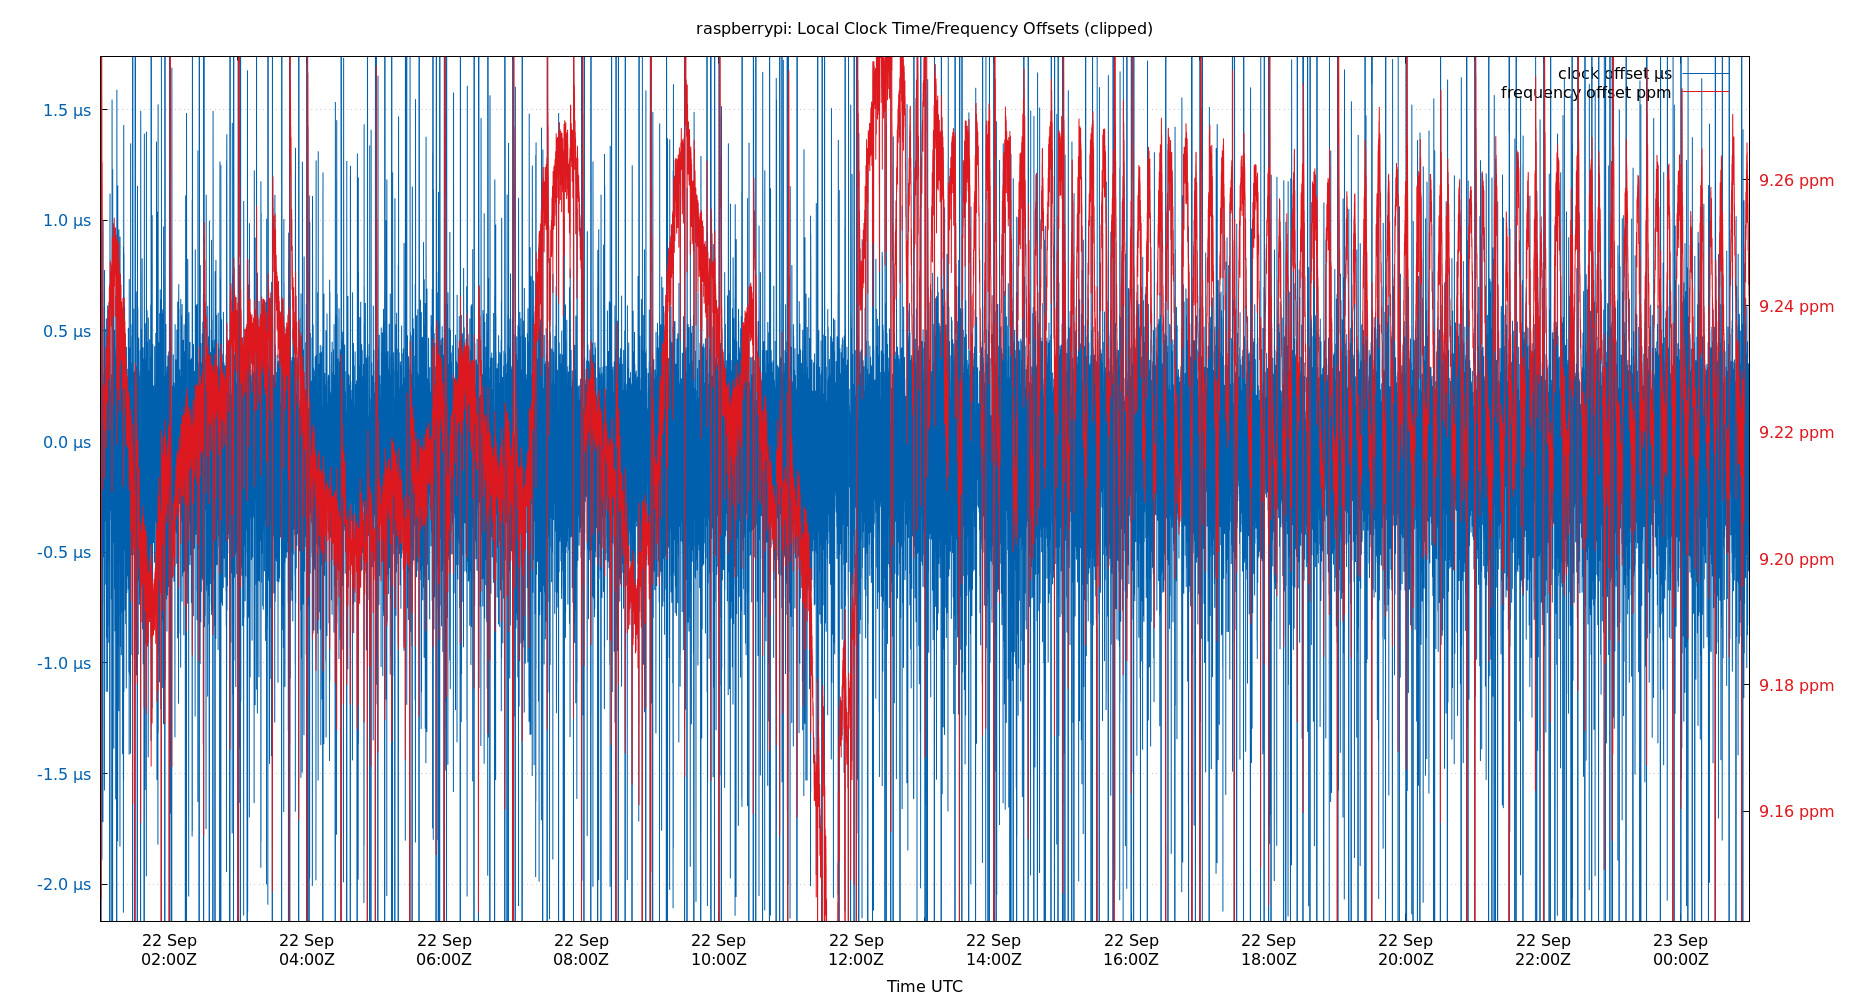 raspberrypi: Local Clock Time/Frequency Offsets (clipped)
clock offset µs
frequency offset ppm
1.5 µs
1.0 µs
0.5 µs
0.0 µs
-0.5 µs
-1.0 µs
-1.5 µs
-2.0 µs
9.26 ppm
9.24 ppm
9.22 ppm
9.20 ppm
9.18 ppm
9.16 ppm
22 Sep 22 Sep 22 Sep 22 Sep 22 Sep 22 Sep 22 Sep 22 Sep 22 Sep 22 Sep 22 Sep 23 Sep
02:00Z 04:00Z 06:00Z 08:00Z 10:00Z 12:00Z 14:00Z 16:00Z 18:00Z 20:00Z 22:00Z 00:00Z
Time UTC